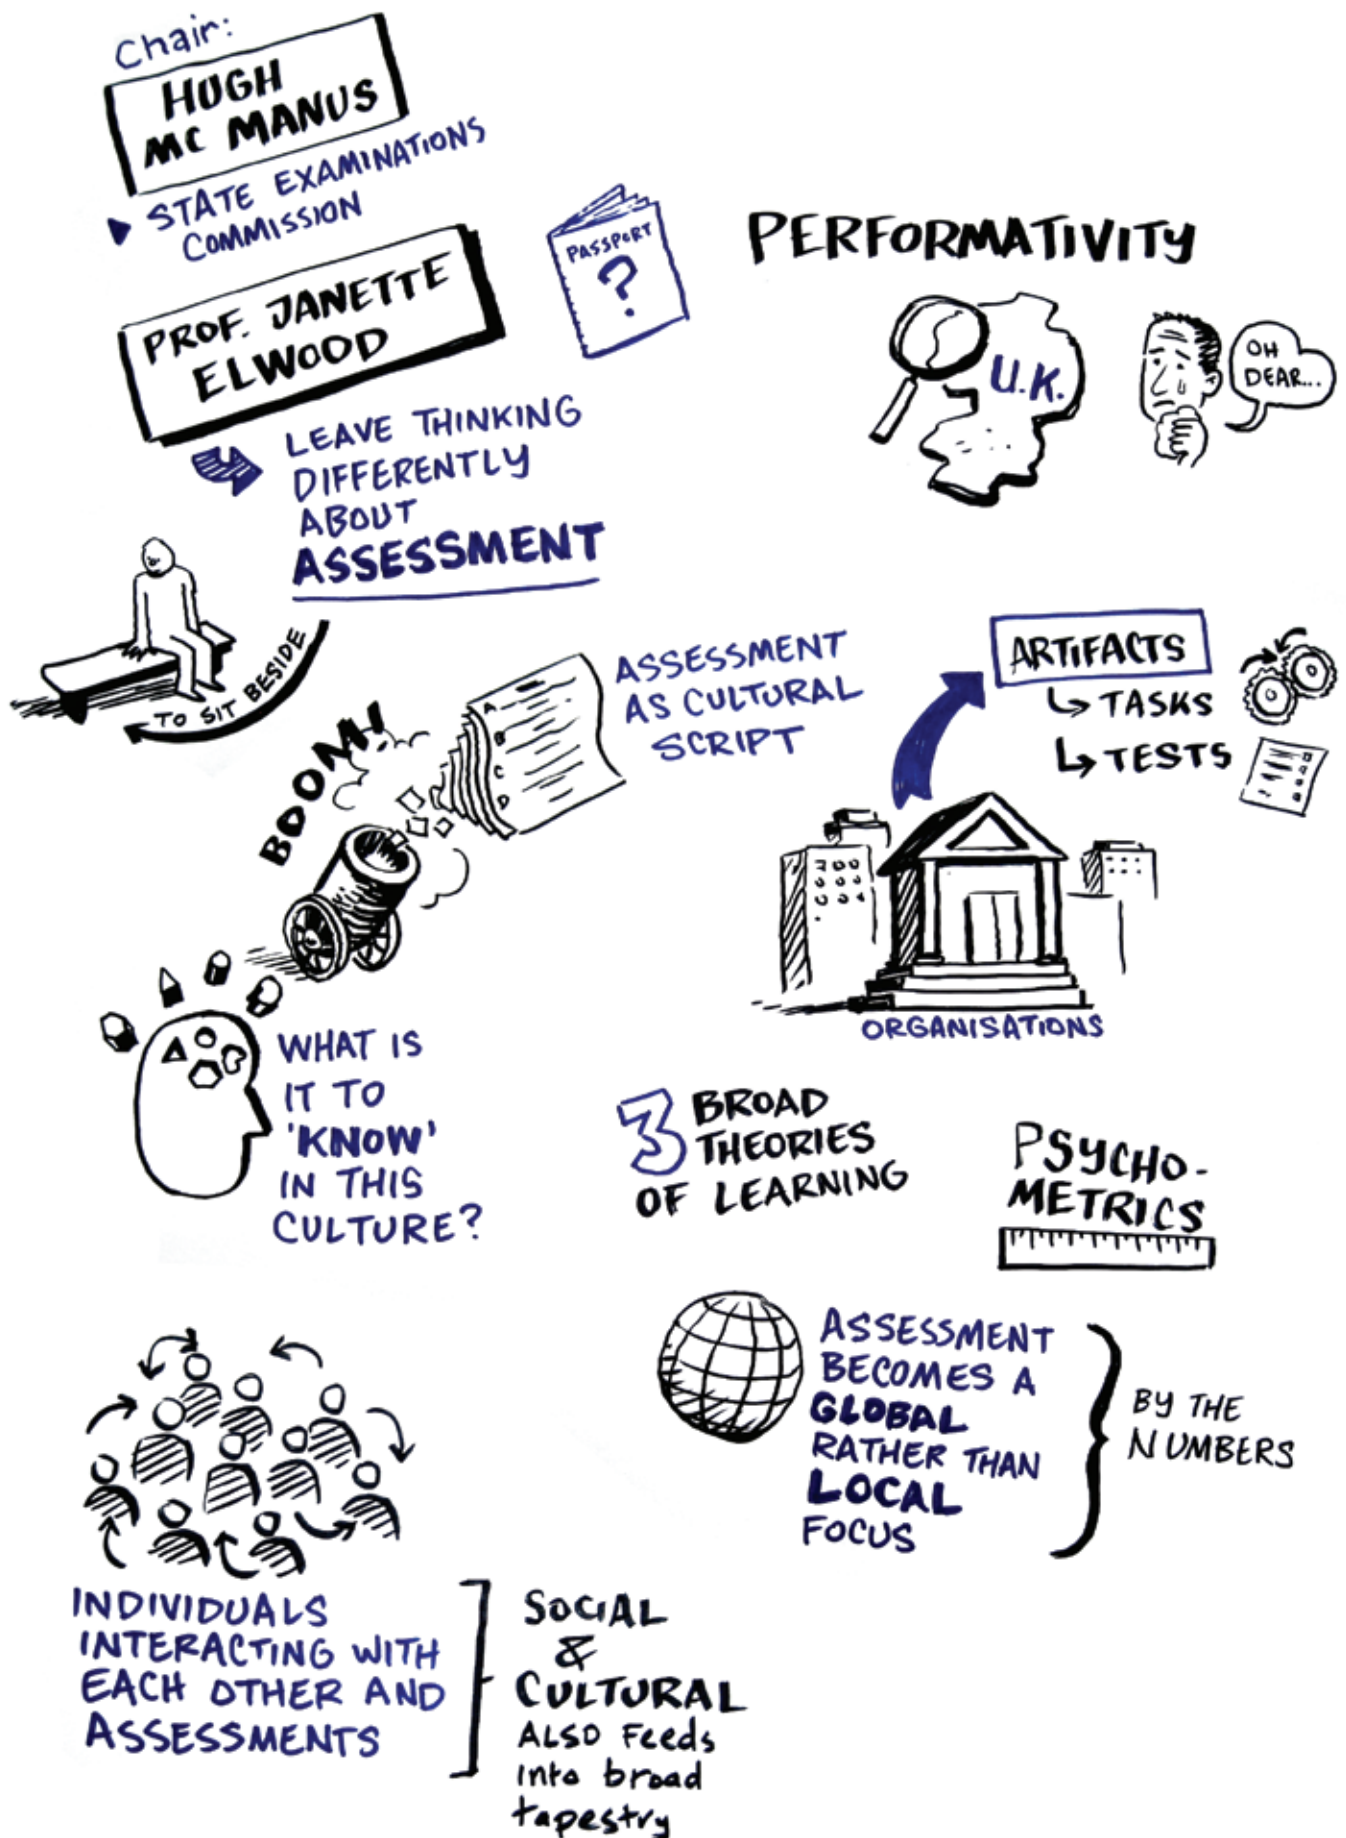 Chair:
HUGH
MC MANUS
STATE EXAMINATIONS
COMMISSION
PROF. JANETTE
ELWOOD
PASSPORT
?
LEAVE THINKING
DIFFERENTLY
ABOUT
ASSESSMENT
TO SIT BESIDE
PERFORMATIVITY
U.K.
OH
DEAR...
BOOM!
A
B
C
D
ASSESSMENT
AS CULTURAL
SCRIPT
ARTIFACTS
TASKS
TESTS
ORGANISATIONS
WHAT IS
IT TO
'KNOW'
IN THIS
CULTURE?
3 BROAD
THEORIES
OF LEARNING
PSYCHO-
METRICS
ASSESSMENT
BECOMES A
GLOBAL
RATHER THAN
LOCAL
FOCUS
BY THE
NUMBERS
INDIVIDUALS
INTERACTING WITH
EACH OTHER AND
ASSESSMENTS
SOCIAL
&
CULTURAL
ALSO Feeds
into broad
tapestry